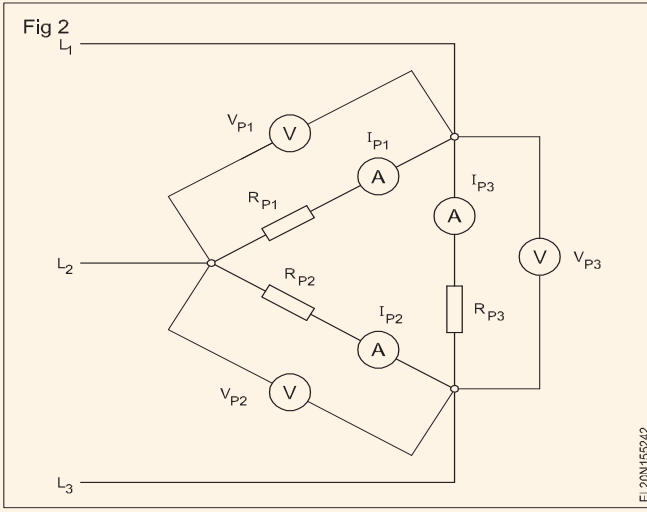 Fig 2
L1
VP1
V
IP1
A
IP3
A
RP1
L2
V
VP3
RP2
RP3
IP2
A
VP2
V
L3
EL20N155242